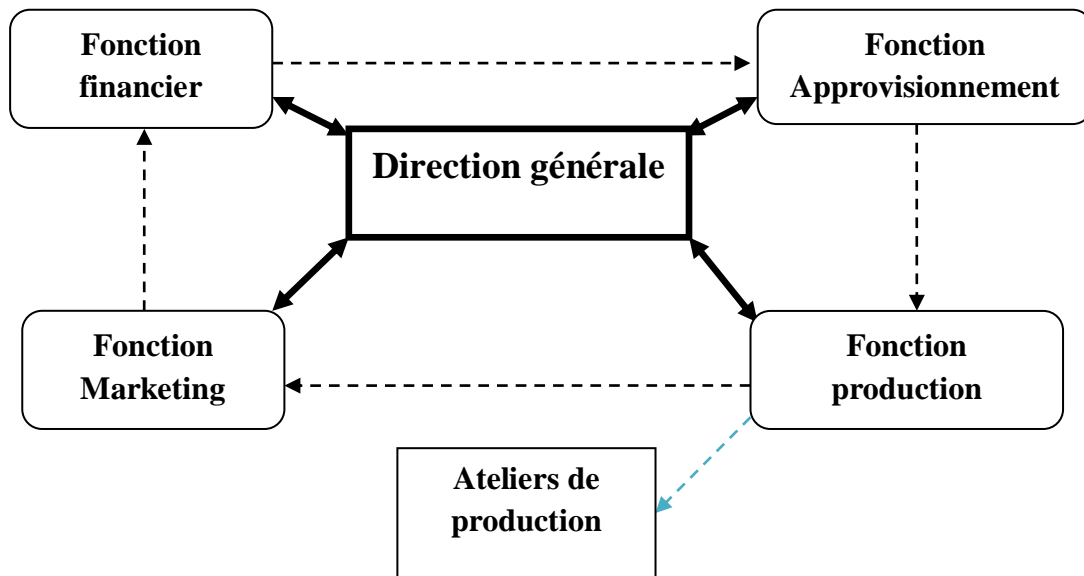 Fonction
financier
Fonction
Approvisionnement
Direction générale
Fonction
Marketing
Fonction
production
Ateliers de
production